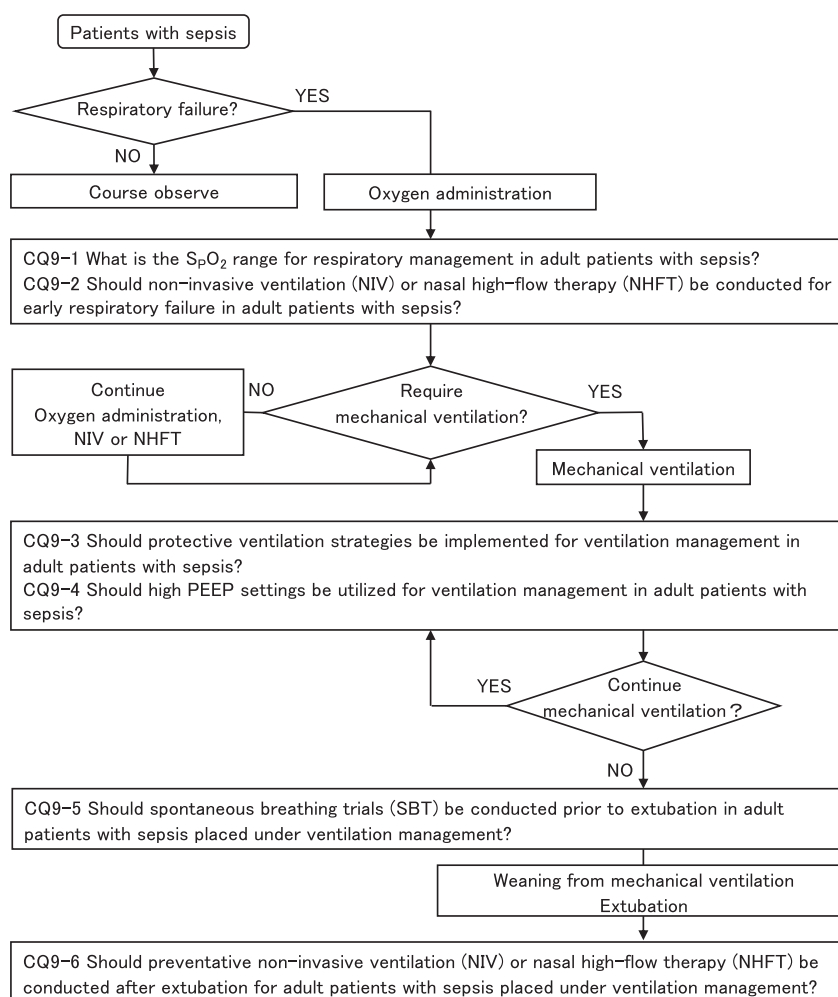 Patients with sepsis
Respiratory failure?
YES
NO
Course observe
Oxygen administration
CQ9-1 What is the SPO2 range for respiratory management in adult patients with sepsis?
CQ9-2 Should non-invasive ventilation (NIV) or nasal high-flow therapy (NHFT) be conducted for
early respiratory failure in adult patients with sepsis?
Continue
Oxygen administration,
NIV or NHFT
NO
Require
mechanical ventilation?
YES
Mechanical ventilation
CQ9-3 Should protective ventilation strategies be implemented for ventilation management in
adult patients with sepsis?
CQ9-4 Should high PEEP settings be utilized for ventilation management in adult patients with
sepsis?
YES
Continue
mechanical ventilation?
NO
CQ9-5 Should spontaneous breathing trials (SBT) be conducted prior to extubation in adult
patients with sepsis placed under ventilation management?
Weaning from mechanical ventilation
Extubation
CQ9-6 Should preventative non-invasive ventilation (NIV) or nasal high-flow therapy (NHFT) be
conducted after extubation for adult patients with sepsis placed under ventilation management?